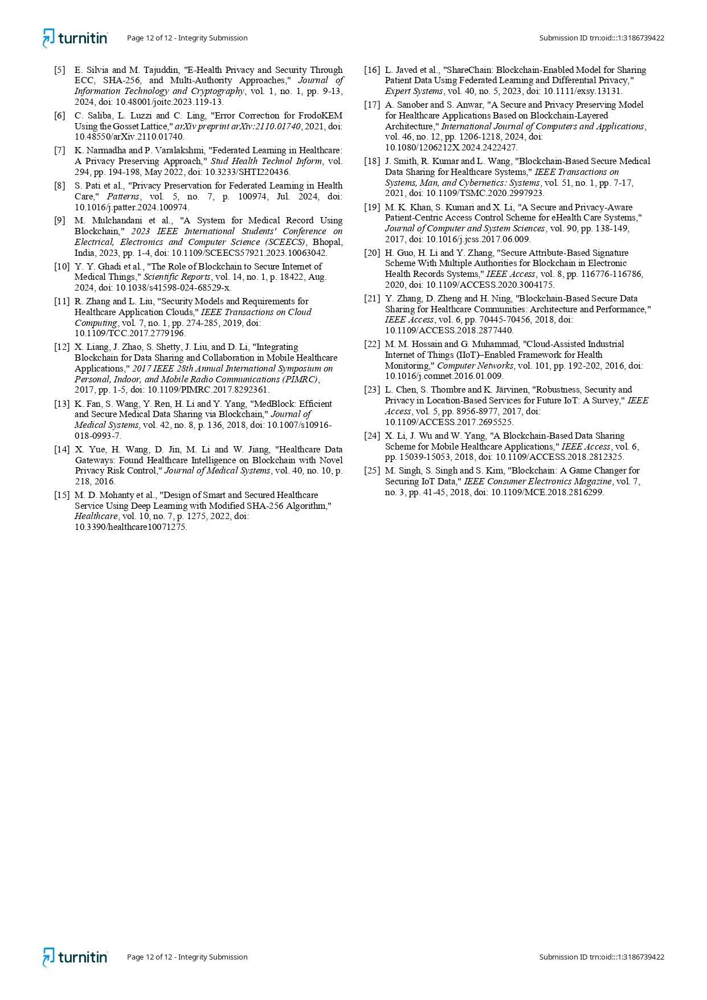 turnitin
Page 12 of 12 - Integrity Submission
Submission ID trn:oid:::1:3186739422
[5] E. Silvia and M. Tajuddin, "E-Health Privacy and Security Through
ECC, SHA-256, and Multi-Authority Approaches," Journal of
Information Technology and Cryptography, vol. 1, no. 1, pp. 9-13,
2024, doi: 10.48001/joitc.2023.119-13.
[6] C. Saliba, L. Luzzi and C. Ling, "Error Correction for FrodoKEM
Using the Gosset Lattice," arXiv preprint arXiv:2110.01740, 2021, doi:
10.48550/arXiv.2110.01740.
[7] K. Narmadha and P. Varalakshmi, "Federated Learning in Healthcare:
A Privacy Preserving Approach," Stud Health Technol Inform, vol.
294, pp. 194-198, May 2022, doi: 10.3233/SHTI220436.
[8] S. Pati et al., "Privacy Preservation for Federated Learning in Health
Care," Patterns, vol. 5, no. 7, p. 100974, Jul. 2024, doi:
10.1016/j.patter.2024.100974.
[9] M. Mulchandani et al., "A System for Medical Record Using
Blockchain," 2023 IEEE International Students' Conference on
Electrical, Electronics and Computer Science (SCEECS), Bhopal,
India, 2023, pp. 1-4, doi: 10.1109/SCEECS57921.2023.10063042.
[10] Y. Y. Ghadi et al., "The Role of Blockchain to Secure Internet of
Medical Things," Scientific Reports, vol. 14, no. 1, p. 18422, Aug.
2024, doi: 10.1038/s41598-024-68529-x.
[11] R. Zhang and L. Liu, "Security Models and Requirements for
Healthcare Application Clouds," IEEE Transactions on Cloud
Computing, vol. 7, no. 1, pp. 274-285, 2019, doi:
10.1109/TCC.2017.2779196.
[12] X. Liang, J. Zhao, S. Shetty, J. Liu, and D. Li, "Integrating
Blockchain for Data Sharing and Collaboration in Mobile Healthcare
Applications," 2017 IEEE 28th Annual International Symposium on
Personal, Indoor, and Mobile Radio Communications (PIMRC),
2017, pp. 1-5, doi: 10.1109/PIMRC.2017.8292361.
[13] K. Fan, S. Wang, Y. Ren, H. Li and Y. Yang, "MedBlock: Efficient
and Secure Medical Data Sharing via Blockchain," Journal of
Medical Systems, vol. 42, no. 8, p. 136, 2018, doi: 10.1007/s10916-
018-0993-7.
[14] X. Yue, H. Wang, D. Jin, M. Li and W. Jiang, "Healthcare Data
Gateways: Found Healthcare Intelligence on Blockchain with Novel
Privacy Risk Control," Journal of Medical Systems, vol. 40, no. 10, p.
218, 2016.
[15] M. D. Mohanty et al., "Design of Smart and Secured Healthcare
Service Using Deep Learning with Modified SHA-256 Algorithm,"
Healthcare, vol. 10, no. 7, p. 1275, 2022, doi:
10.3390/healthcare10071275.
[16] L. Javed et al., "ShareChain: Blockchain-Enabled Model for Sharing
Patient Data Using Federated Learning and Differential Privacy,"
Expert Systems, vol. 40, no. 5, 2023, doi: 10.1111/exsy.13131.
[17] A. Sanober and S. Anwar, "A Secure and Privacy Preserving Model
for Healthcare Applications Based on Blockchain-Layered
Architecture," International Journal of Computers and Applications,
vol. 46, no. 12, pp. 1206-1218, 2024, doi:
10.1080/1206212X.2024.2422427.
[18] J. Smith, R. Kumar and L. Wang, "Blockchain-Based Secure Medical
Data Sharing for Healthcare Systems," IEEE Transactions on
Systems, Man, and Cybernetics: Systems, vol. 51, no. 1, pp. 7-17,
2021, doi: 10.1109/TSMC.2020.2997923.
[19] M. K. Khan, S. Kumari and X. Li, "A Secure and Privacy-Aware
Patient-Centric Access Control Scheme for eHealth Care Systems,"
Journal of Computer and System Sciences, vol. 90, pp. 138-149,
2017, doi: 10.1016/j.jcss.2017.06.009.
[20] H. Guo, H. Li and Y. Zhang, "Secure Attribute-Based Signature
Scheme With Multiple Authorities for Blockchain in Electronic
Health Records Systems," IEEE Access, vol. 8, pp. 116776-116786,
2020, doi: 10.1109/ACCESS.2020.3004175.
[21] Y. Zhang, D. Zheng and H. Ning, "Blockchain-Based Secure Data
Sharing for Healthcare Communities: Architecture and Performance,"
IEEE Access, vol. 6, pp. 70445-70456, 2018, doi:
10.1109/ACCESS.2018.2877440.
[22] M. M. Hossain and G. Muhammad, "Cloud-Assisted Industrial
Internet of Things (IIoT)–Enabled Framework for Health
Monitoring," Computer Networks, vol. 101, pp. 192-202, 2016, doi:
10.1016/j.comnet.2016.01.009.
[23] L. Chen, S. Thombre and K. Järvinen, "Robustness, Security and
Privacy in Location-Based Services for Future IoT: A Survey," IEEE
Access, vol. 5, pp. 8956-8977, 2017, doi:
10.1109/ACCESS.2017.2695525.
[24] X. Li, J. Wu and W. Yang, "A Blockchain-Based Data Sharing
Scheme for Mobile Healthcare Applications," IEEE Access, vol. 6,
pp. 15039-15053, 2018, doi: 10.1109/ACCESS.2018.2812325.
[25] M. Singh, S. Singh and S. Kim, "Blockchain: A Game Changer for
Securing IoT Data," IEEE Consumer Electronics Magazine, vol. 7,
no. 3, pp. 41-45, 2018, doi: 10.1109/MCE.2018.2816299.
turnitin
Page 12 of 12 - Integrity Submission
Submission ID trn:oid:::1:3186739422